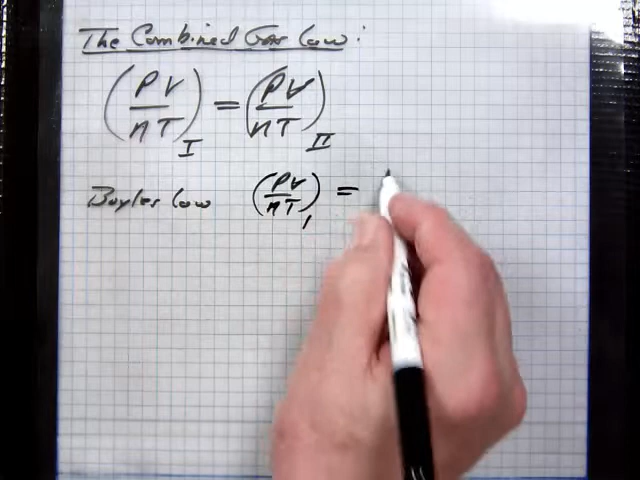 The Combined Gas Law:
(PV/nT)I = (PV/nT)II
Boyles law (PV/nT)1 =